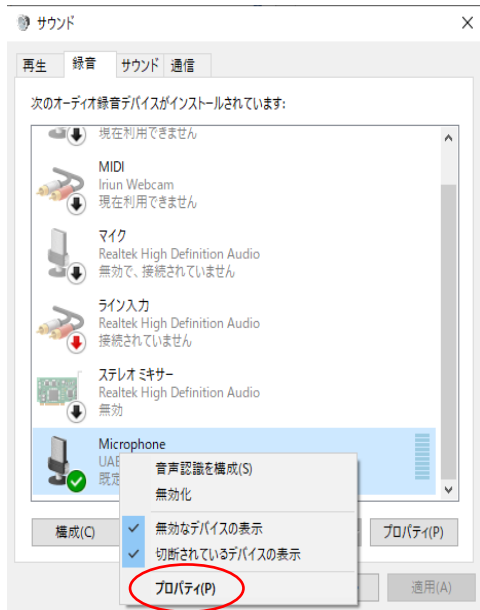 サウンド
再生 録音 サウンド 通信
次のオーディオ録音デバイスがインストールされています:
現在利用できません
MIDI
Iriun Webcam
現在利用できません
マイク
Realtek High Definition Audio
無効で、接続されていません
ライン入力
Realtek High Definition Audio
接続されていません
ステレオ ミキサー
Realtek High Definition Audio
無効
Microphone
音声認識を構成(S)
無効化
無効なデバイスの表示
切断されているデバイスの表示
プロパティ(P)
構成(C)
プロパティ(P)
適用(A)